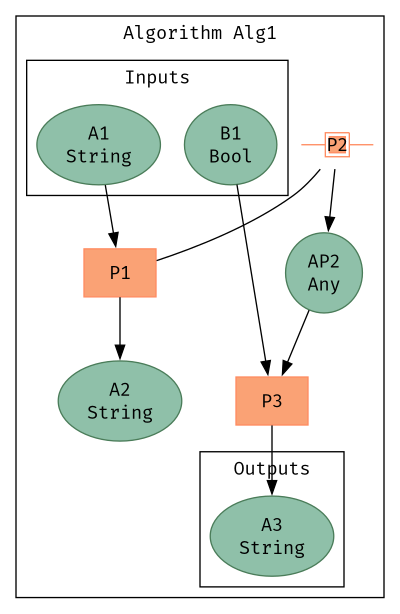 Algorithm Alg1
Inputs
A1
String
B1
Bool
P2
P1
AP2
Any
A2
String
P3
Outputs
A3
String